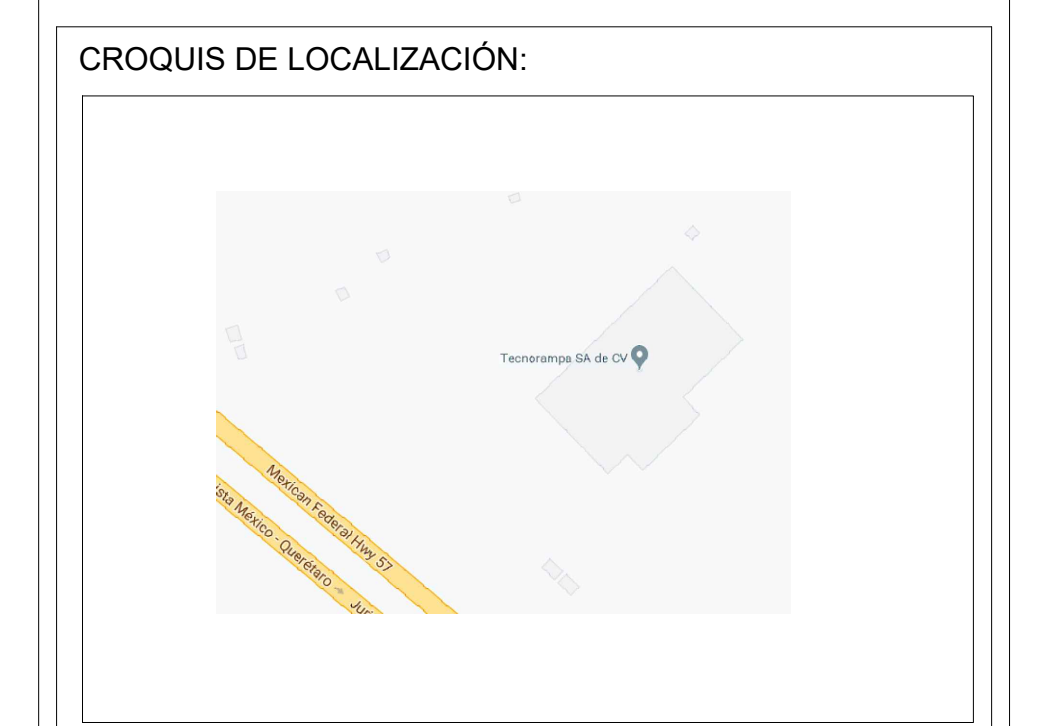 CROQUIS DE LOCALIZACIÓN:
Tecnorampa SA de CV
Mexican Federal Hwy 57
ista México - Querétaro